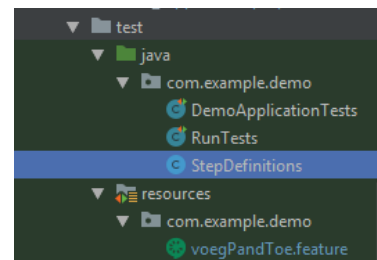 test
java
com.example.demo
DemoApplicationTests
RunTests
StepDefinitions
resources
com.example.demo
voegPandToe.feature